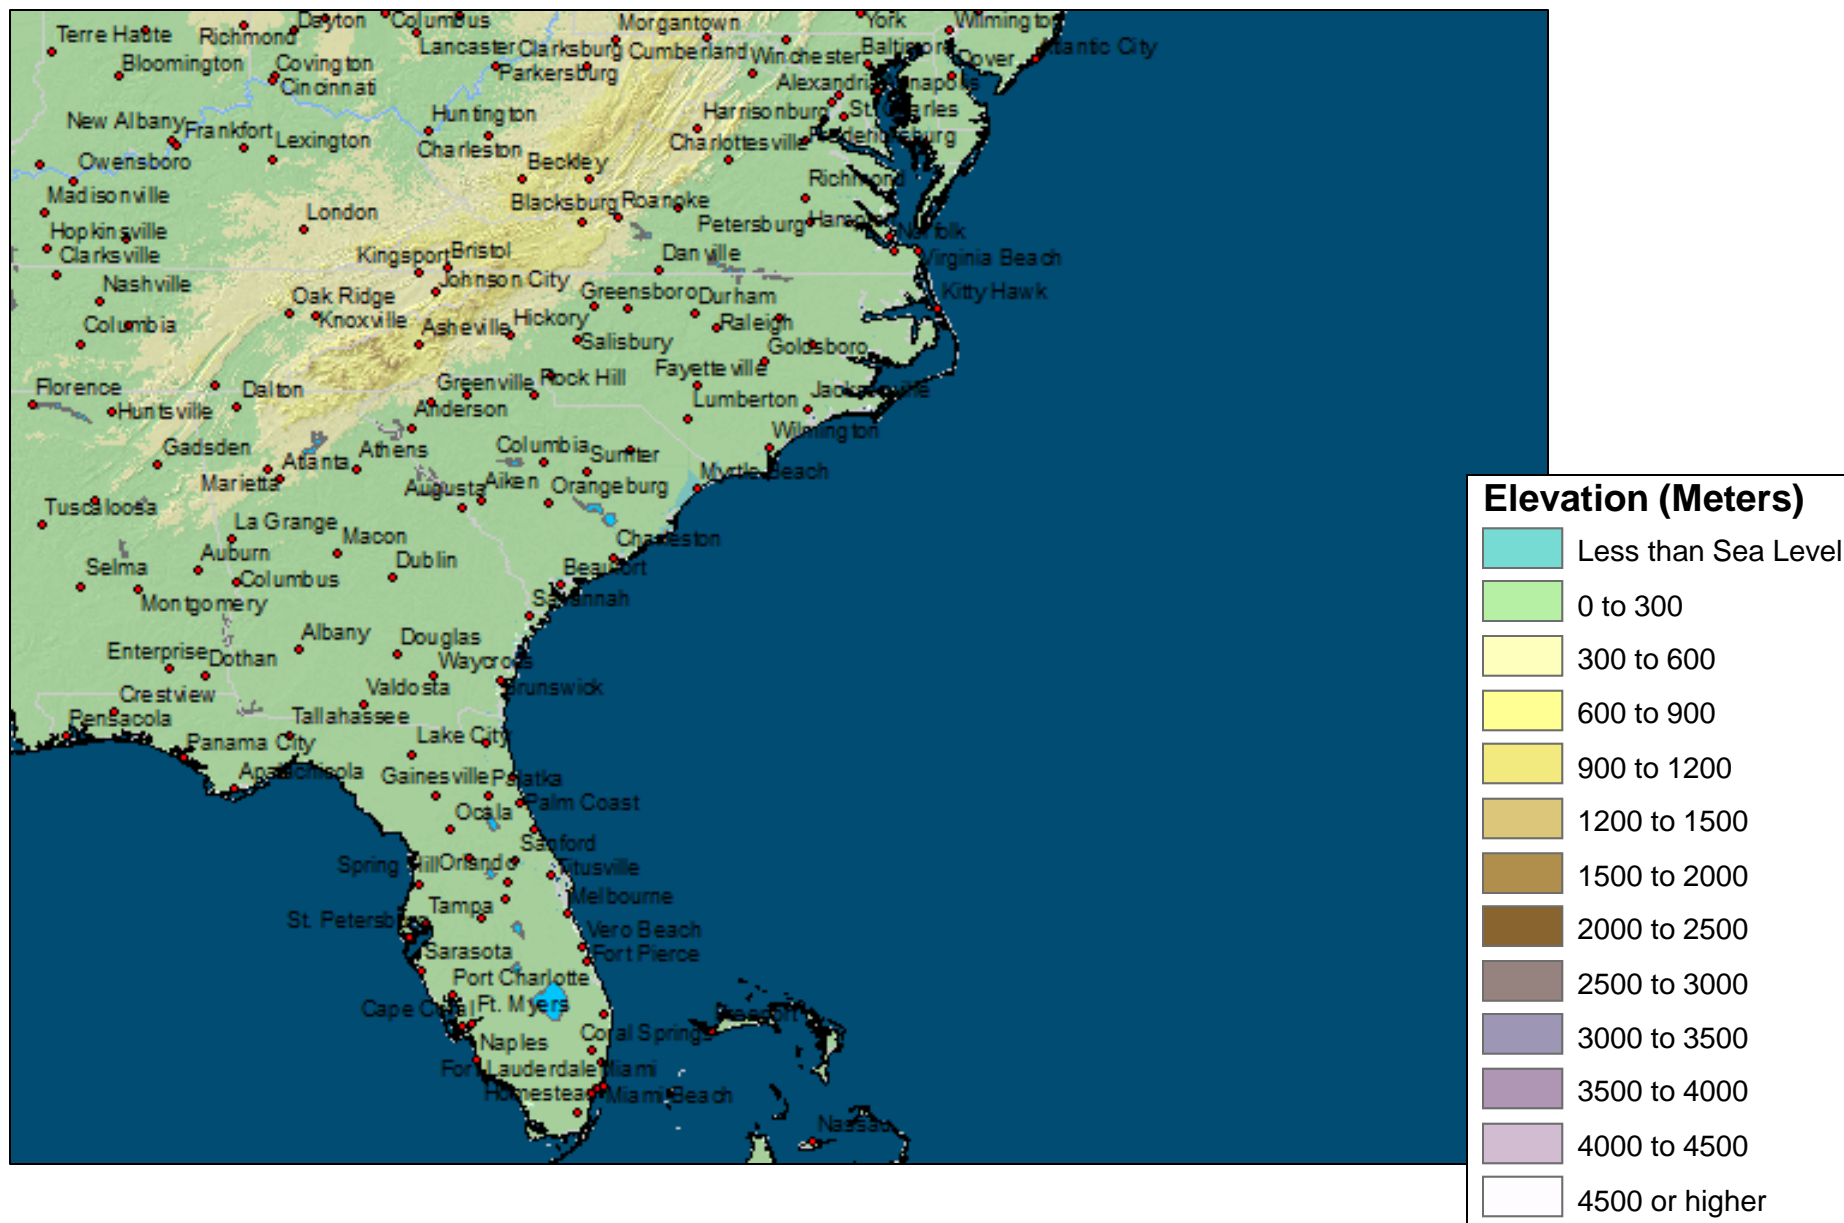 Dayton
Columbus
Morgantown
York
Wilmington
Terre Haute
Richmond
Lancaster
Clarksburg
Cumberland
Winchester
Baltimore
Atlantic City
Bloomington
Covington
Parkersburg
Dover
Cincinnati
Alexandria
Annapolis
New Albany
Frankfort
Huntington
Harrisonburg
St. Charles
Lexington
Charleston
Charlottesville
Fredericksburg
Owensboro
Beckley
Madisonville
Richmond
London
Blacksburg
Roanoke
Petersburg
Hampton
Hopkinsville
Norfolk
Clarksville
Kingsport
Bristol
Danville
Virginia Beach
Nashville
Johnson City
Oak Ridge
Greensboro
Durham
Kitty Hawk
Columbia
Knoxville
Asheville
Hickory
Raleigh
Salisbury
Goldsboro
Florence
Dalton
Greenville
Rock Hill
Fayetteville
Jacksonville
Huntsville
Anderson
Lumberton
Gadsden
Atlanta
Athens
Columbia
Sumter
Wilmington
Marietta
Augusta
Aiken
Orangeburg
Myrtle Beach
Tuscaloosa
La Grange
Macon
Charleston
Selma
Auburn
Dublin
Beaufort
Columbus
Montgomery
Savannah
Albany
Douglas
Enterprise
Dothan
Waycross
Crestview
Valdosta
Brunswick
Pensacola
Tallahassee
Panama City
Lake City
Apalachicola
Gainesville
Palatka
Ocala
Palm Coast
Sanford
Spring Hill
Orlando
Titusville
Tampa
Melbourne
St. Petersburg
Vero Beach
Sarasota
Fort Pierce
Port Charlotte
Cape Coral
Ft. Myers
Freeport
Naples
Coral Springs
Fort Lauderdale
Miami
Homestead
Miami Beach
Nassau
Elevation (Meters)
Less than Sea Level
0 to 300
300 to 600
600 to 900
900 to 1200
1200 to 1500
1500 to 2000
2000 to 2500
2500 to 3000
3000 to 3500
3500 to 4000
4000 to 4500
4500 or higher